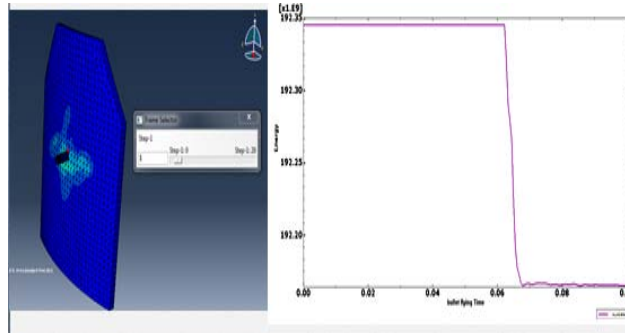 Frame Selector X
Step-1
Step-1: 0 Step-1: 20
[x1.E9]
192.35
192.30
192.25
192.20
Energy
0.00 0.02 0.04 0.06 0.08 0.
bullet flying Time